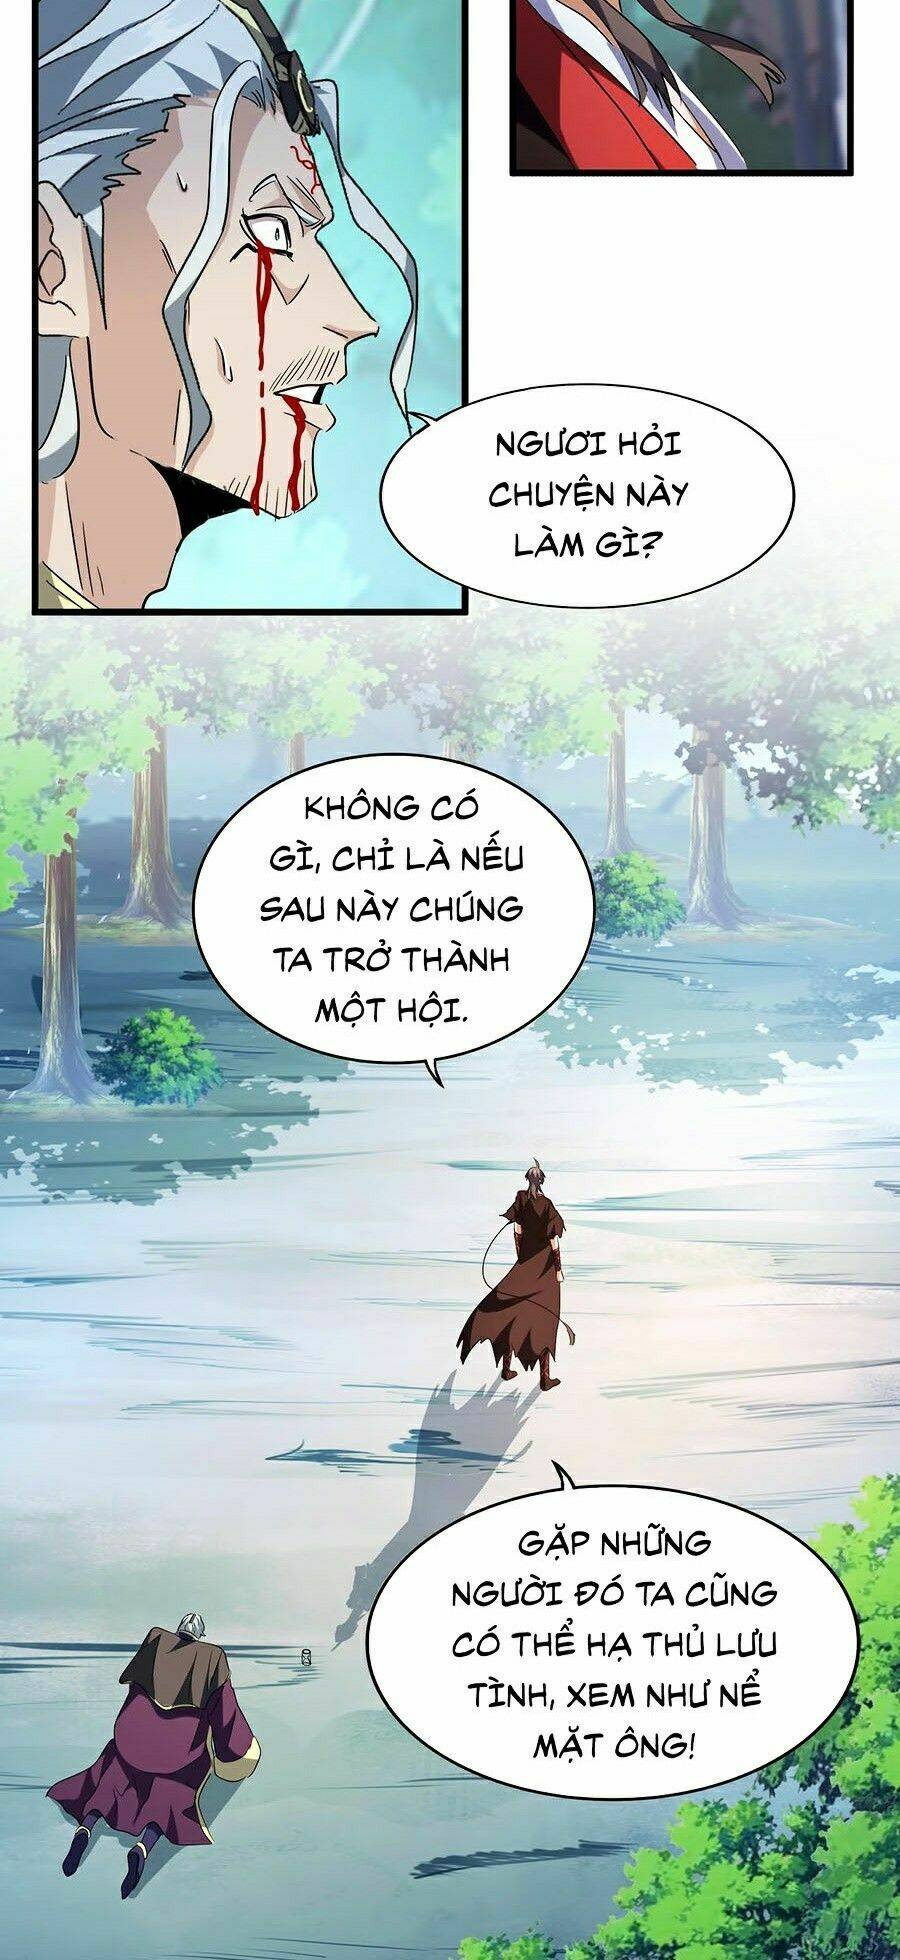 NGƯƠI HỎI
CHUYỆN NÀY
LÀM GÌ?
KHÔNG CÓ
GÌ, CHỈ LÀ NẾU
SAU NÀY CHÚNG
TA TRỞ THÀNH
MỘT HỘI.
GẶP NHỮNG
NGƯỜI ĐÓ TA CŨNG
CÓ THỂ HẠ THỦ LƯU
TÌNH, XEM NHƯ NỂ
MẶT ÔNG!